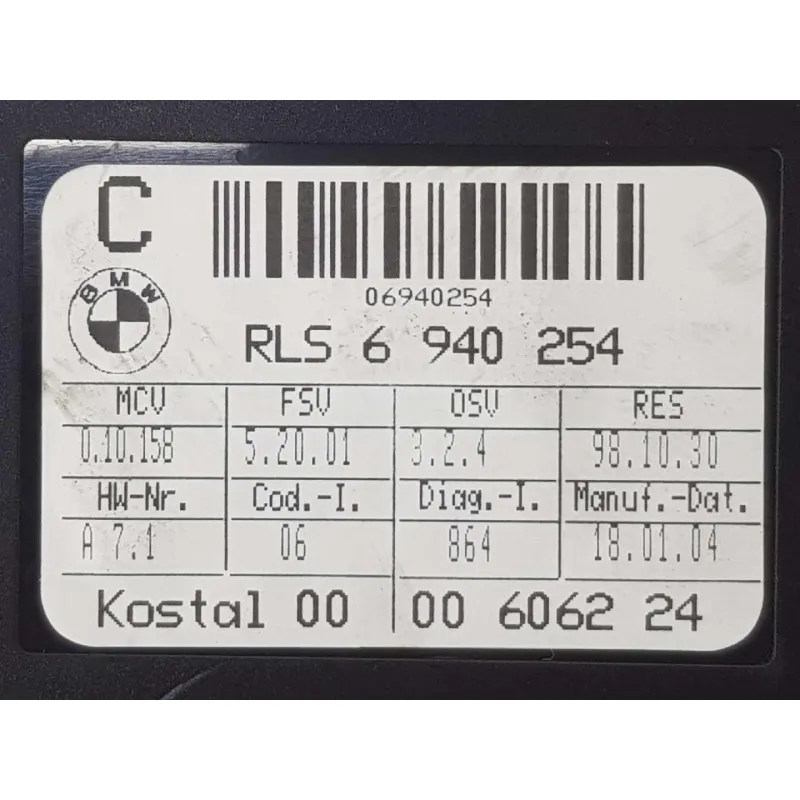 C
BMW
06940254
RLS 6 940 254
MCV FSV OSV RES
0.10.158 5.20.01 3.2.4 98.10.30
HW-Nr. Cod.-I. Diag.-I. Manuf.-Dat.
A 7.1 06 864 18.01.04
Kostal 00 00 6062 24